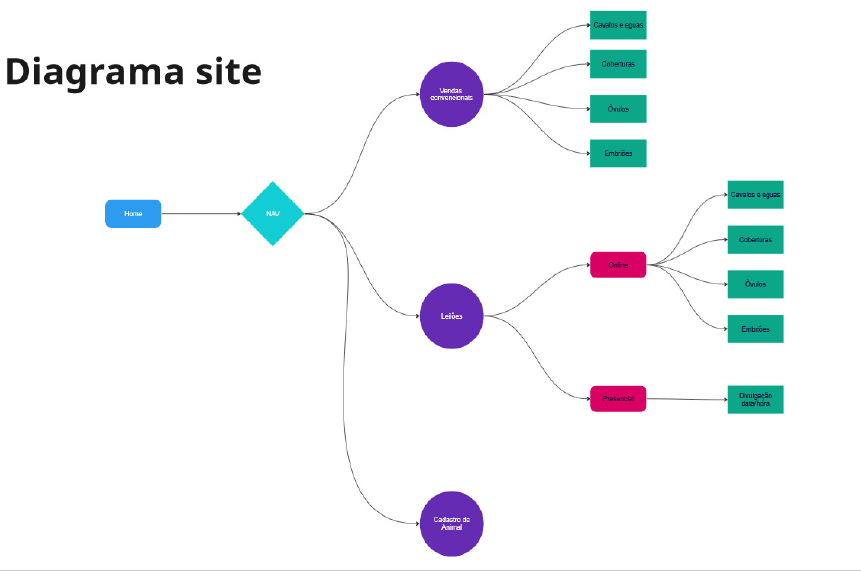 Diagrama site
Home
NAV
Vendas
convencionais
Cavalos e eguas
Coberturas
Óvulos
Embriões
Leilões
Online
Cavalos e eguas
Coberturas
Óvulos
Embriões
Presencial
Divulgação
data/hora
Cadastro de
Animal